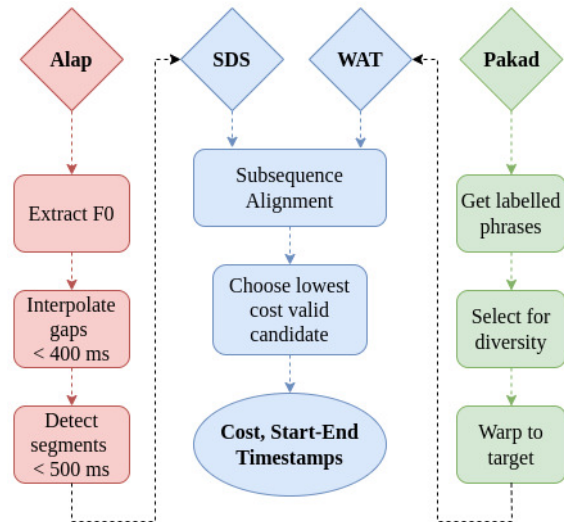 Alap
SDS
WAT
Pakad
Extract F0
Interpolate
gaps
< 400 ms
Detect
segments
< 500 ms
Subsequence
Alignment
Choose lowest
cost valid
candidate
Cost, Start-End
Timestamps
Get labelled
phrases
Select for
diversity
Warp to
target